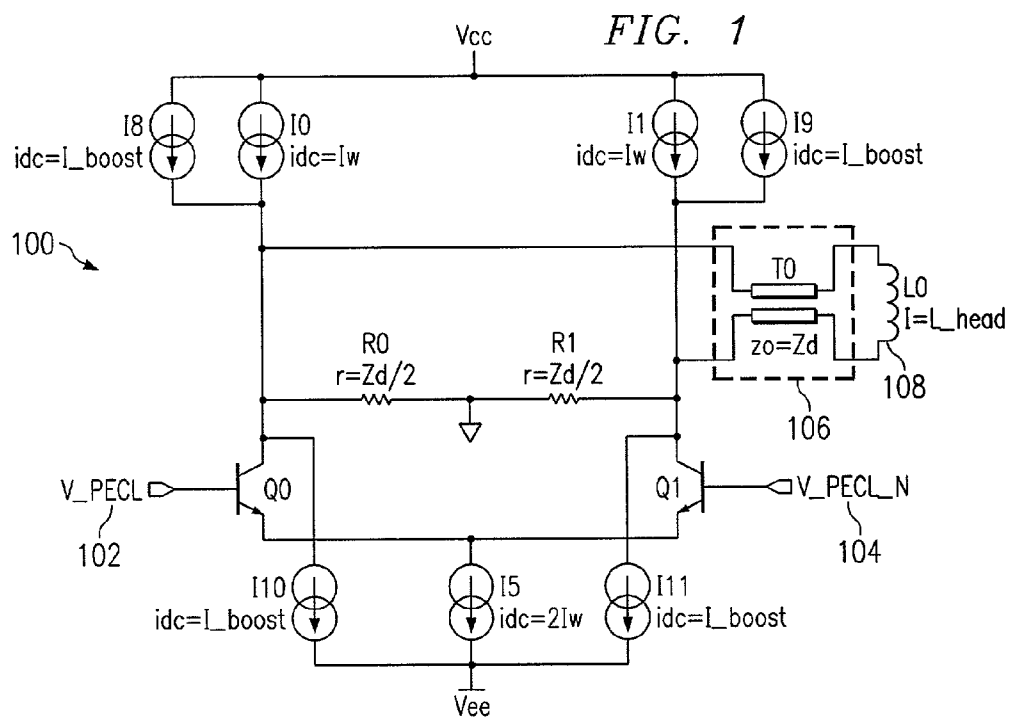 FIG. 1
Vcc
I8
idc=I_boost
I0
idc=Iw
I1
idc=Iw
I9
idc=I_boost
100
T0
zo=Zd
L0
I=L_head
108
106
R0
r=Zd/2
R1
r=Zd/2
V_PECL
102
Q0
Q1
V_PECL_N
104
I10
idc=I_boost
I5
idc=2Iw
I11
idc=I_boost
Vee